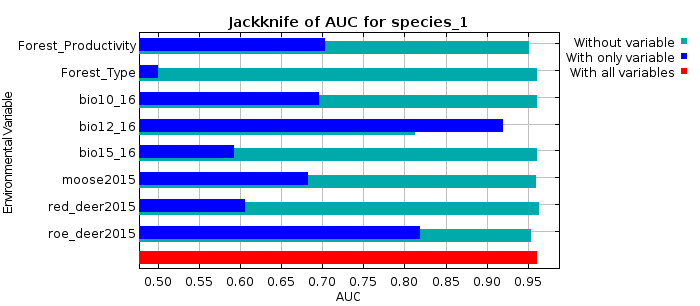 Jackknife of AUC for species_1
Environmental Variable
Forest_Productivity
Forest_Type
bio10_16
bio12_16
bio15_16
moose2015
red_deer2015
roe_deer2015
Without variable
With only variable
With all variables
0.50 0.55 0.60 0.65 0.70 0.75 0.80 0.85 0.90 0.95
AUC